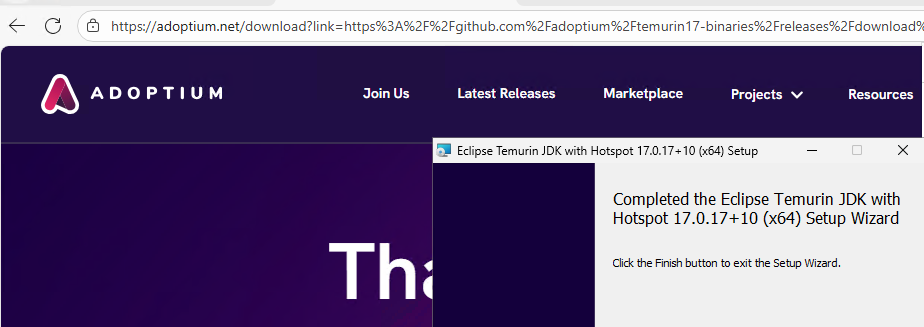 https://adoptium.net/download?link=https%3A%2F%2Fgithub.com%2Fadoptium%2Ftemurin17-binaries%2Freleases%2Fdownload%
ADOPTIUM
Join Us
Latest Releases
Marketplace
Projects
Resources
Eclipse Temurin JDK with Hotspot 17.0.17+10 (x64) Setup
Completed the Eclipse Temurin JDK with
Hotspot 17.0.17+10 (x64) Setup Wizard
Tha
Click the Finish button to exit the Setup Wizard.